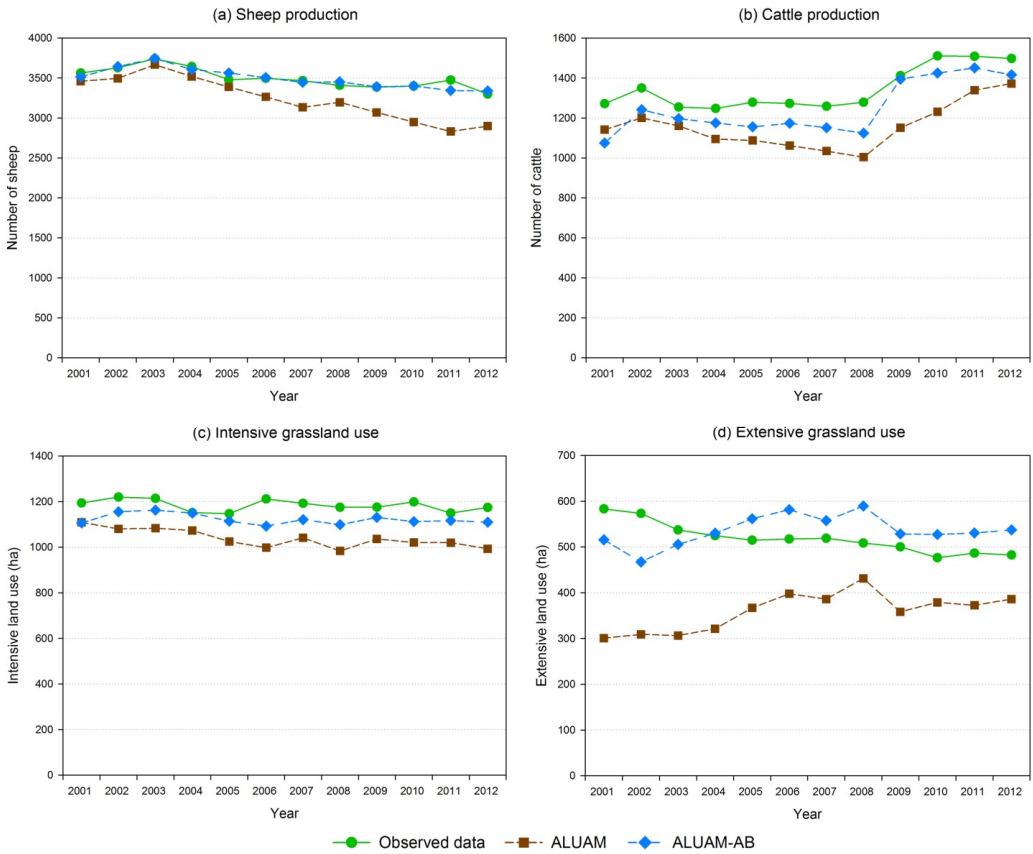 (a) Sheep production
4000
3500
3000
2500
2000
3500
3000
500
0
Number of sheep
2001 2002 2003 2004 2005 2006 2007 2008 2009 2010 2011 2012
Year
(b) Cattle production
1600
1400
1200
1000
800
600
400
200
0
Number of cattle
2001 2002 2003 2004 2005 2006 2007 2008 2009 2010 2011 2012
Year
(c) Intensive grassland use
1400
1200
1000
800
600
400
200
0
Intensive land use (ha)
2001 2002 2003 2004 2005 2006 2007 2008 2009 2010 2011 2012
Year
(d) Extensive grassland use
700
600
500
400
300
200
100
0
Extensive land use (ha)
2001 2002 2003 2004 2005 2006 2007 2008 2009 2010 2011 2012
Year
Observed data ALUAM ALUAM-AB